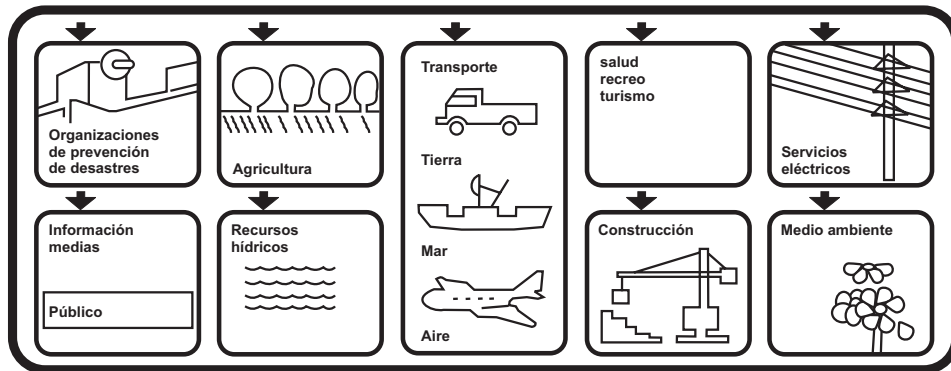 Organizaciones
de prevención
de desastres
Agricultura
Transporte
Tierra
Mar
Aire
salud
recreo
turismo
Servicios
eléctricos
Información
medias
Público
Recursos
hídricos
Construcción
Medio ambiente